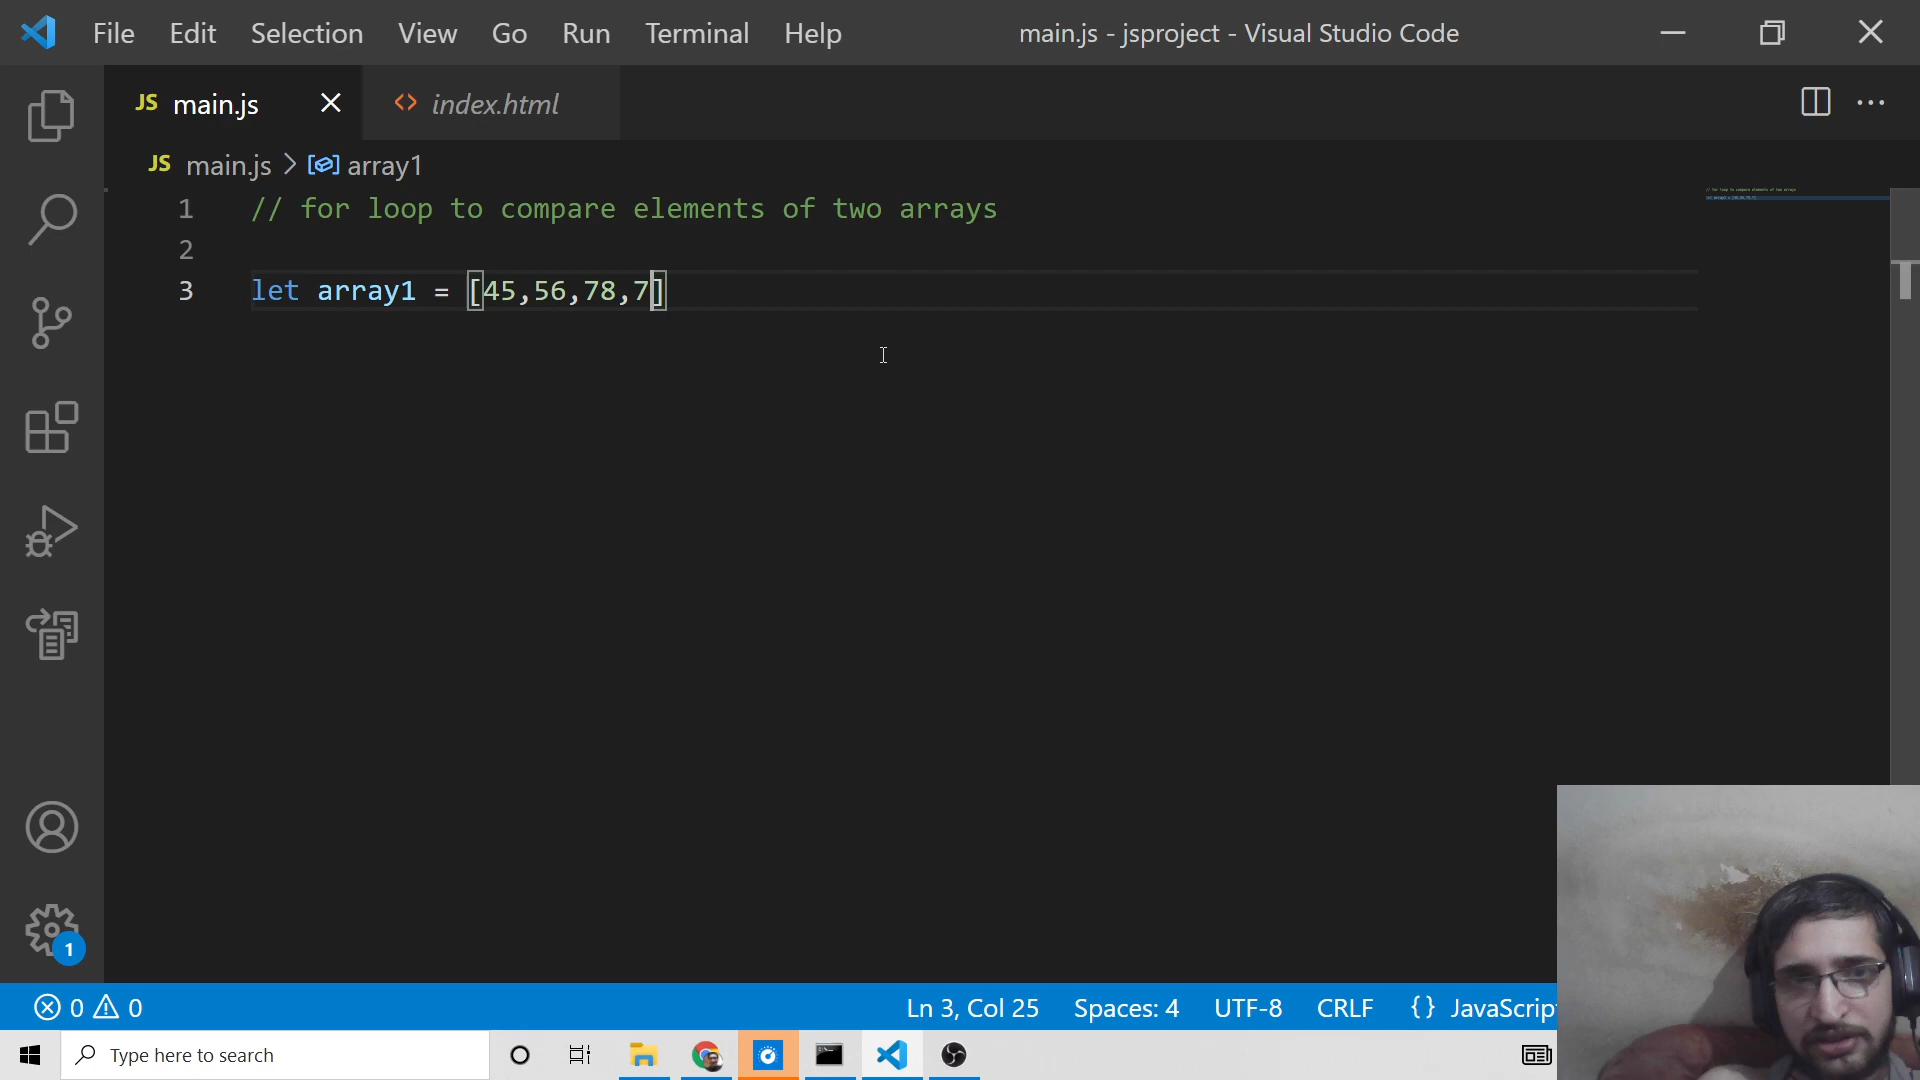 File Edit Selection View Go Run Terminal Help
main.js - jsproject - Visual Studio Code
JS main.js
<> index.html
JS main.js > array1
1 // for loop to compare elements of two arrays
2
3 let array1 = [45,56,78,7]
1
0 0
Ln 3, Col 25 Spaces: 4 UTF-8 CRLF {} JavaScrip
Type here to search